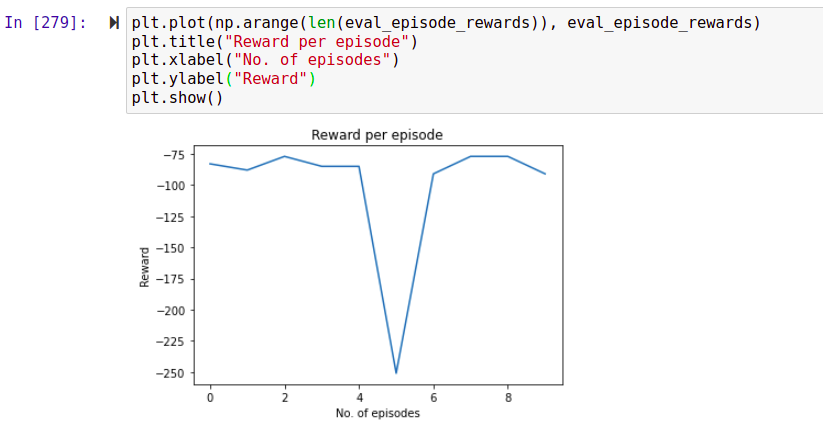 In [279]:
plt.plot(np.arange(len(eval_episode_rewards)), eval_episode_rewards)
plt.title("Reward per episode")
plt.xlabel("No. of episodes")
plt.ylabel("Reward")
plt.show()
Reward per episode
−75
−100
−125
−150
−175
−200
−225
−250
Reward
0 2 4 6 8
No. of episodes